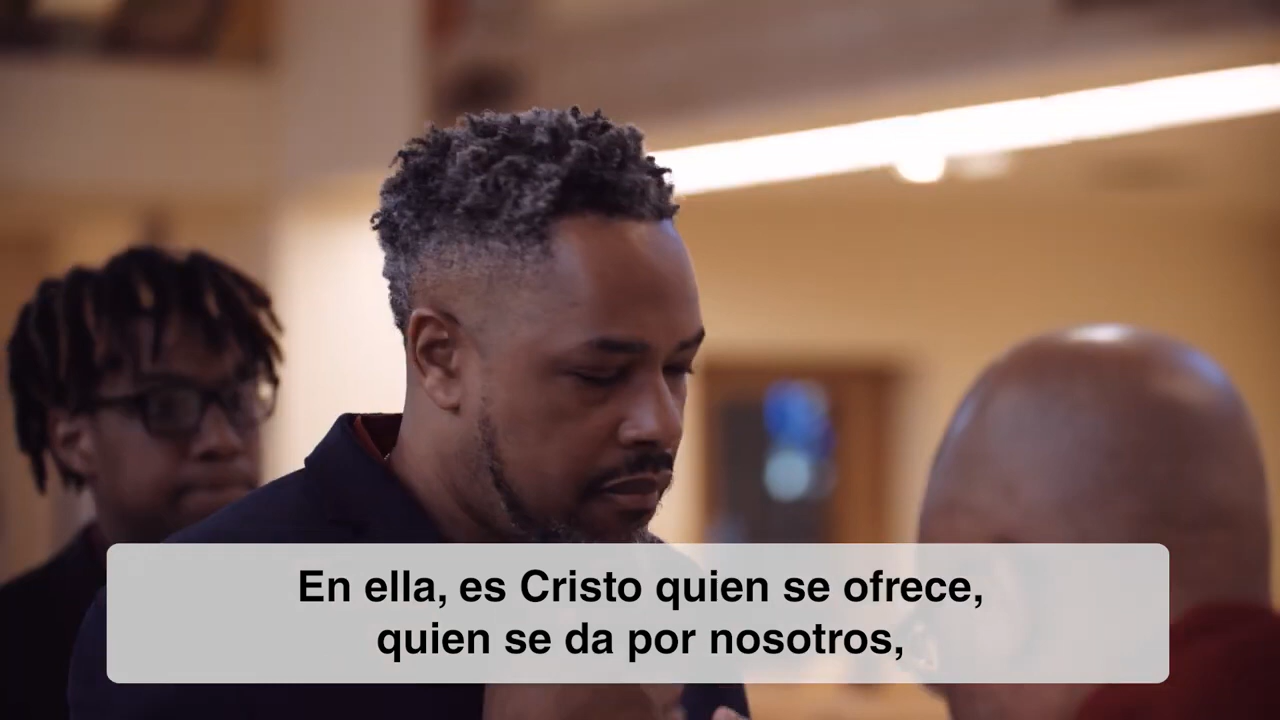 En ella, es Cristo quien se ofrece,
quien se da por nosotros,